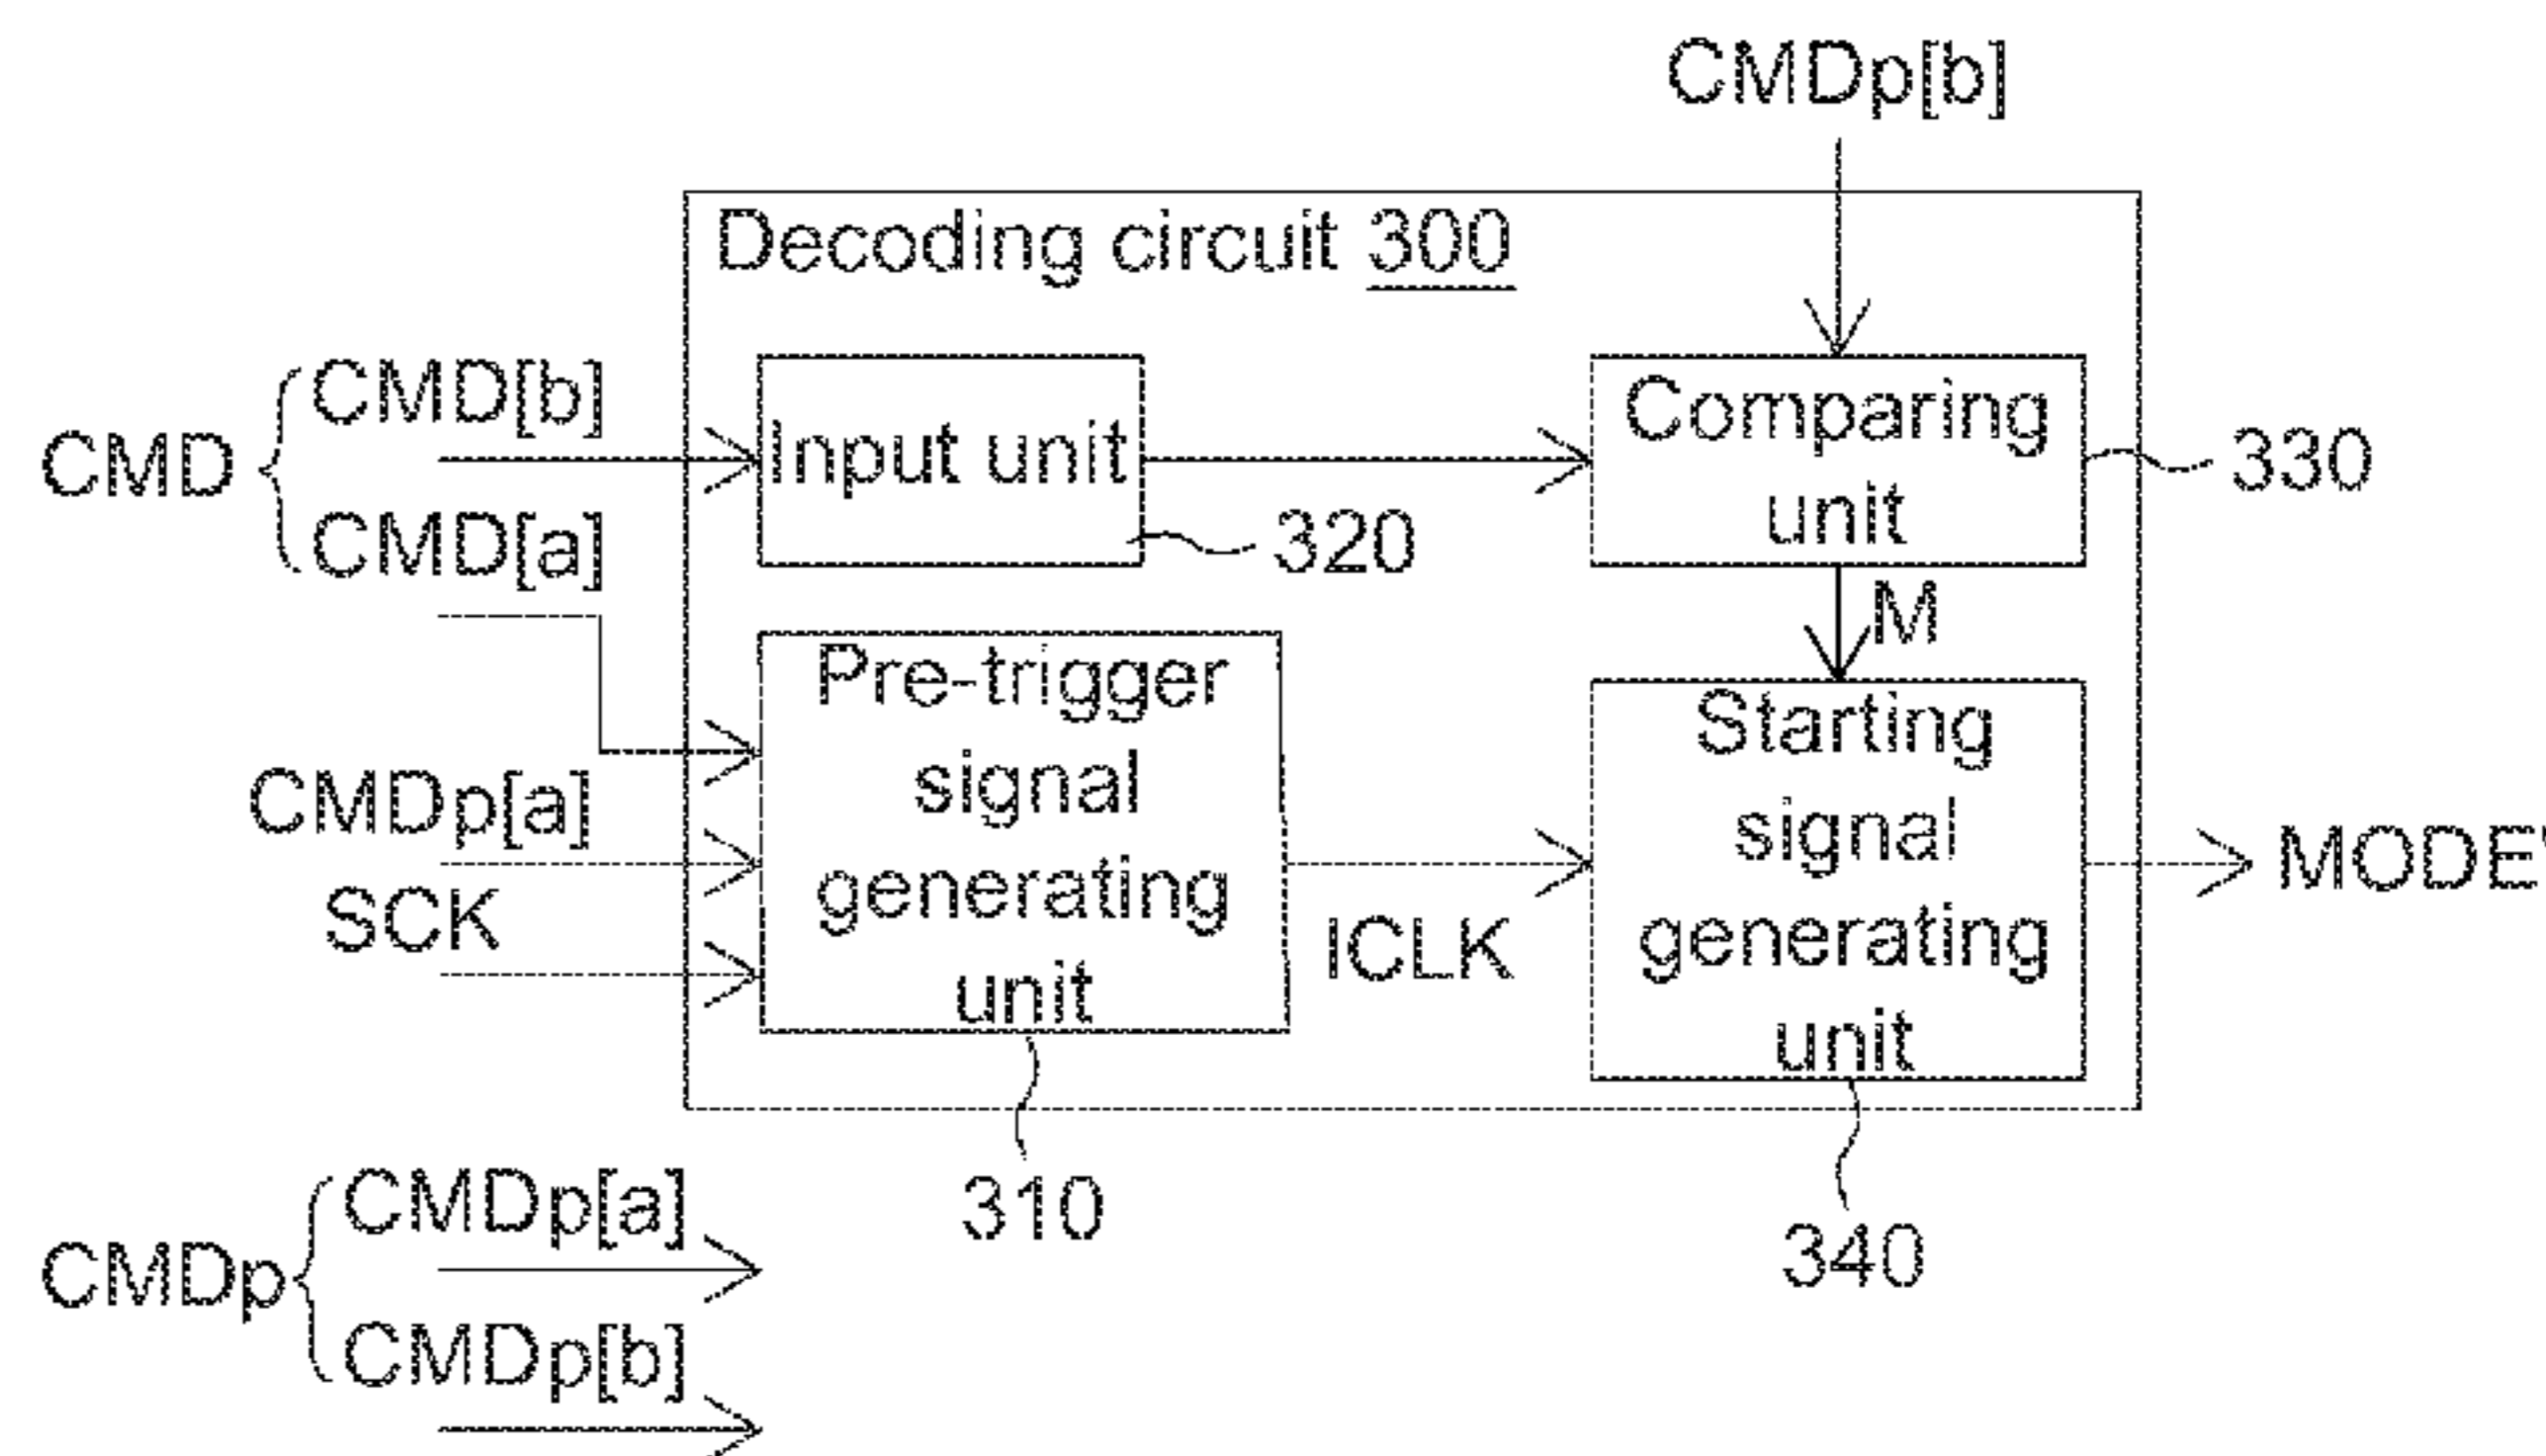 CMDp[b]
Decoding circuit 300
CMD
CMD[b]
CMD[a]
Input unit
320
Comparing
unit
330
M
Pre-trigger
signal
generating
unit
310
CMDp[a]
SCK
ICLK
Starting
signal
generating
unit
340
MODE'
CMDp
CMDp[a]
CMDp[b]